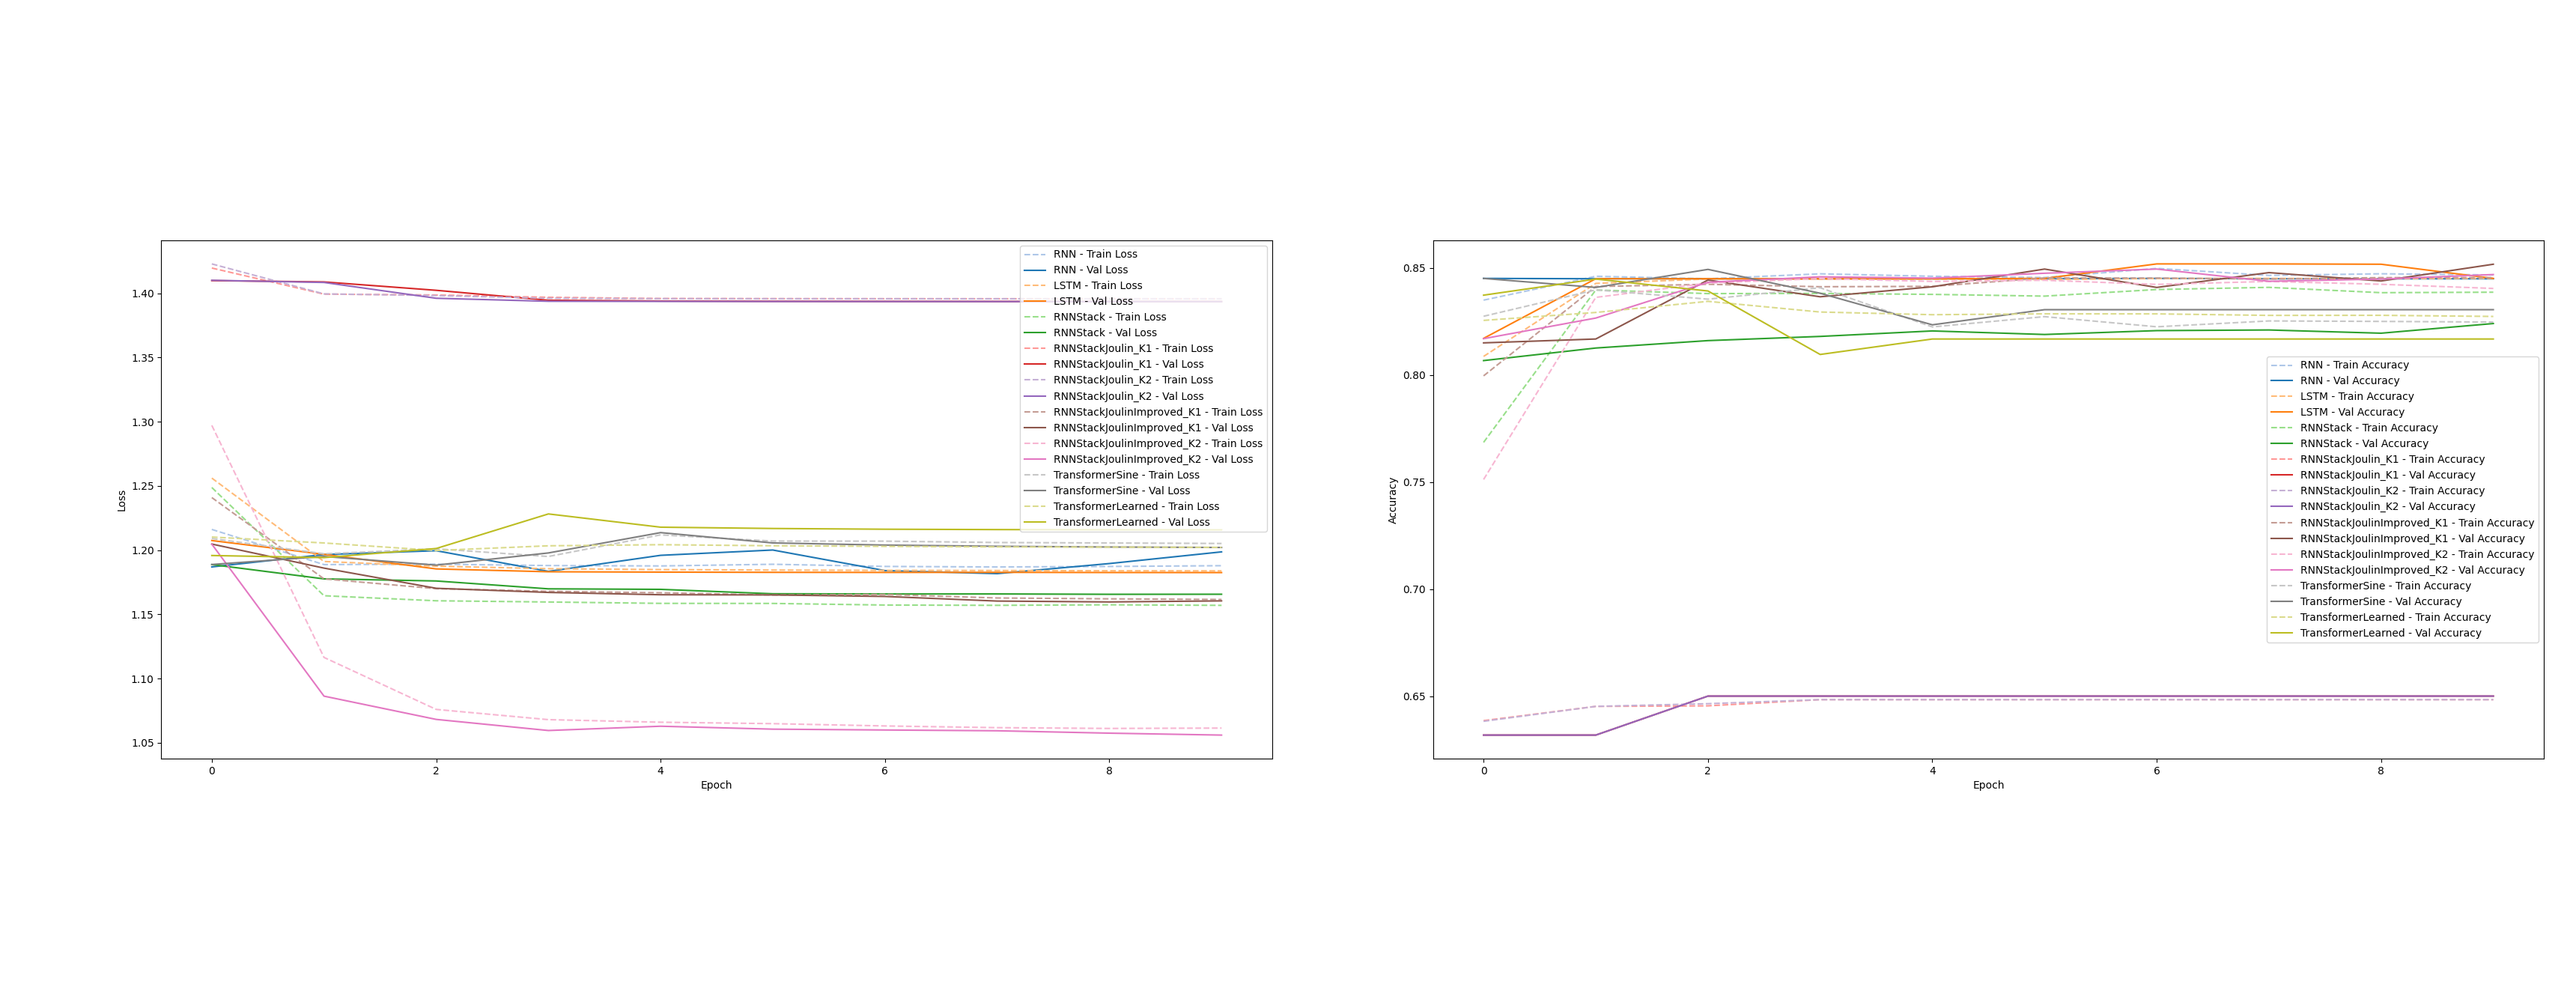 1.40
1.35
1.30
1.25
1.20
1.15
1.10
1.05
Loss
0
2
4
6
8
Epoch
RNN - Train Loss
RNN - Val Loss
LSTM - Train Loss
LSTM - Val Loss
RNNStack - Train Loss
RNNStack - Val Loss
RNNStackJoulin_K1 - Train Loss
RNNStackJoulin_K1 - Val Loss
RNNStackJoulin_K2 - Train Loss
RNNStackJoulin_K2 - Val Loss
RNNStackJoulinImproved_K1 - Train Loss
RNNStackJoulinImproved_K1 - Val Loss
RNNStackJoulinImproved_K2 - Train Loss
RNNStackJoulinImproved_K2 - Val Loss
TransformerSine - Train Loss
TransformerSine - Val Loss
TransformerLearned - Train Loss
TransformerLearned - Val Loss
0.85
0.80
0.75
0.70
0.65
Accuracy
0
2
4
6
8
Epoch
RNN - Train Accuracy
RNN - Val Accuracy
LSTM - Train Accuracy
LSTM - Val Accuracy
RNNStack - Train Accuracy
RNNStack - Val Accuracy
RNNStackJoulin_K1 - Train Accuracy
RNNStackJoulin_K1 - Val Accuracy
RNNStackJoulin_K2 - Train Accuracy
RNNStackJoulin_K2 - Val Accuracy
RNNStackJoulinImproved_K1 - Train Accuracy
RNNStackJoulinImproved_K1 - Val Accuracy
RNNStackJoulinImproved_K2 - Train Accuracy
RNNStackJoulinImproved_K2 - Val Accuracy
TransformerSine - Train Accuracy
TransformerSine - Val Accuracy
TransformerLearned - Train Accuracy
TransformerLearned - Val Accuracy